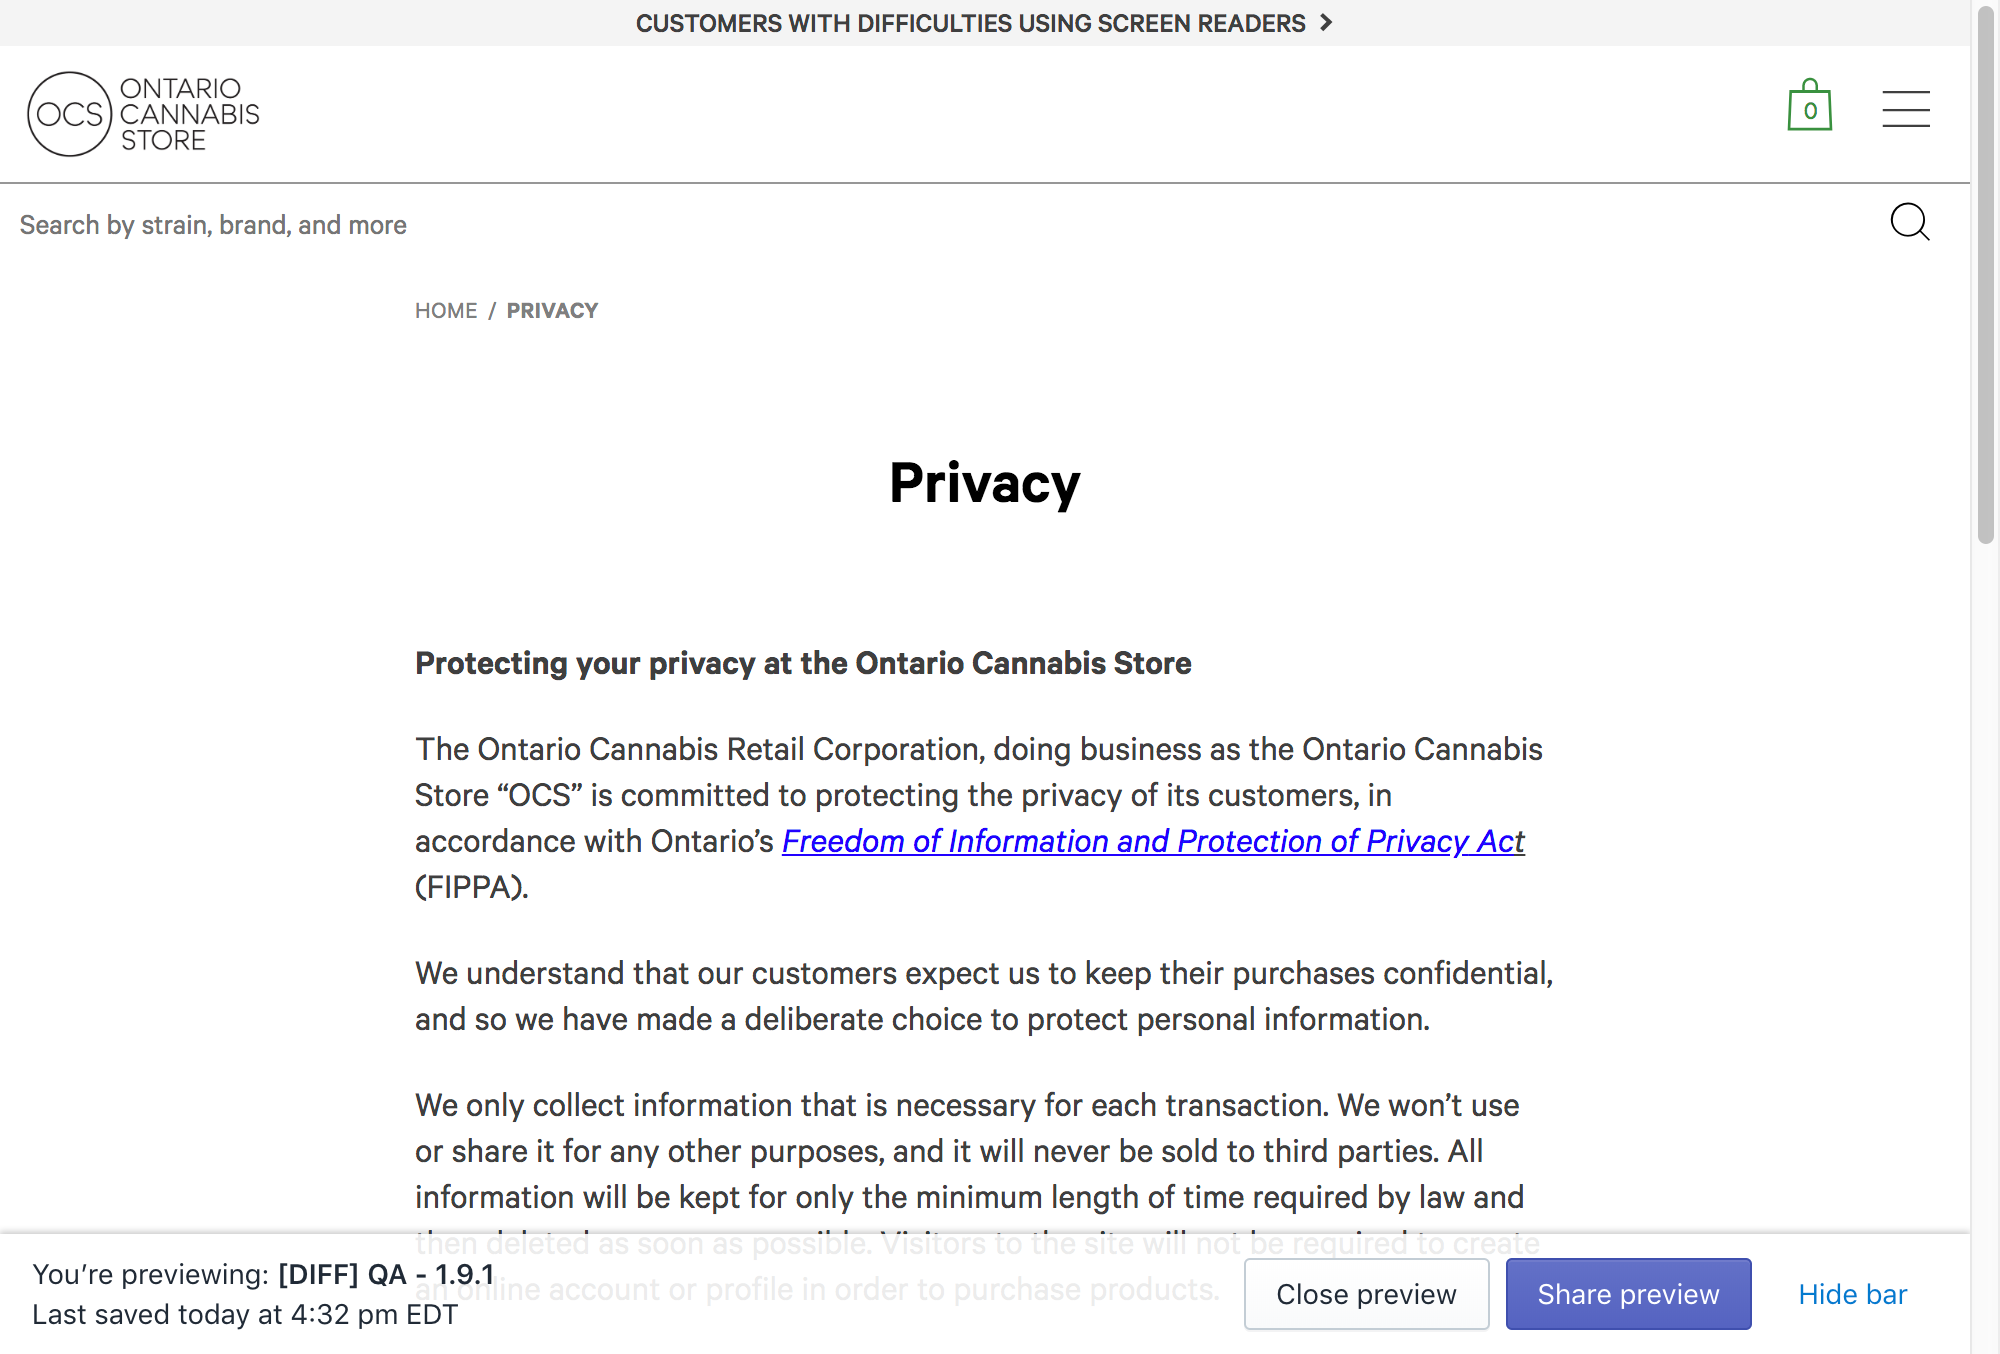 CUSTOMERS WITH DIFFICULTIES USING SCREEN READERS
OCS
ONTARIO
CANNABIS
STORE
0
Search by strain, brand, and more
HOME / PRIVACY
Privacy
Protecting your privacy at the Ontario Cannabis Store
The Ontario Cannabis Retail Corporation, doing business as the Ontario Cannabis
Store “OCS” is committed to protecting the privacy of its customers, in
accordance with Ontario’s Freedom of Information and Protection of Privacy Act
(FIPPA).
We understand that our customers expect us to keep their purchases confidential,
and so we have made a deliberate choice to protect personal information.
We only collect information that is necessary for each transaction. We won’t use
or share it for any other purposes, and it will never be sold to third parties. All
information will be kept for only the minimum length of time required by law and
then deleted as soon as possible. Visitors to the site will not be required to create
an online account or profile in order to purchase products.
You’re previewing: [DIFF] QA - 1.9.1
Last saved today at 4:32 pm EDT
Close preview
Share preview
Hide bar